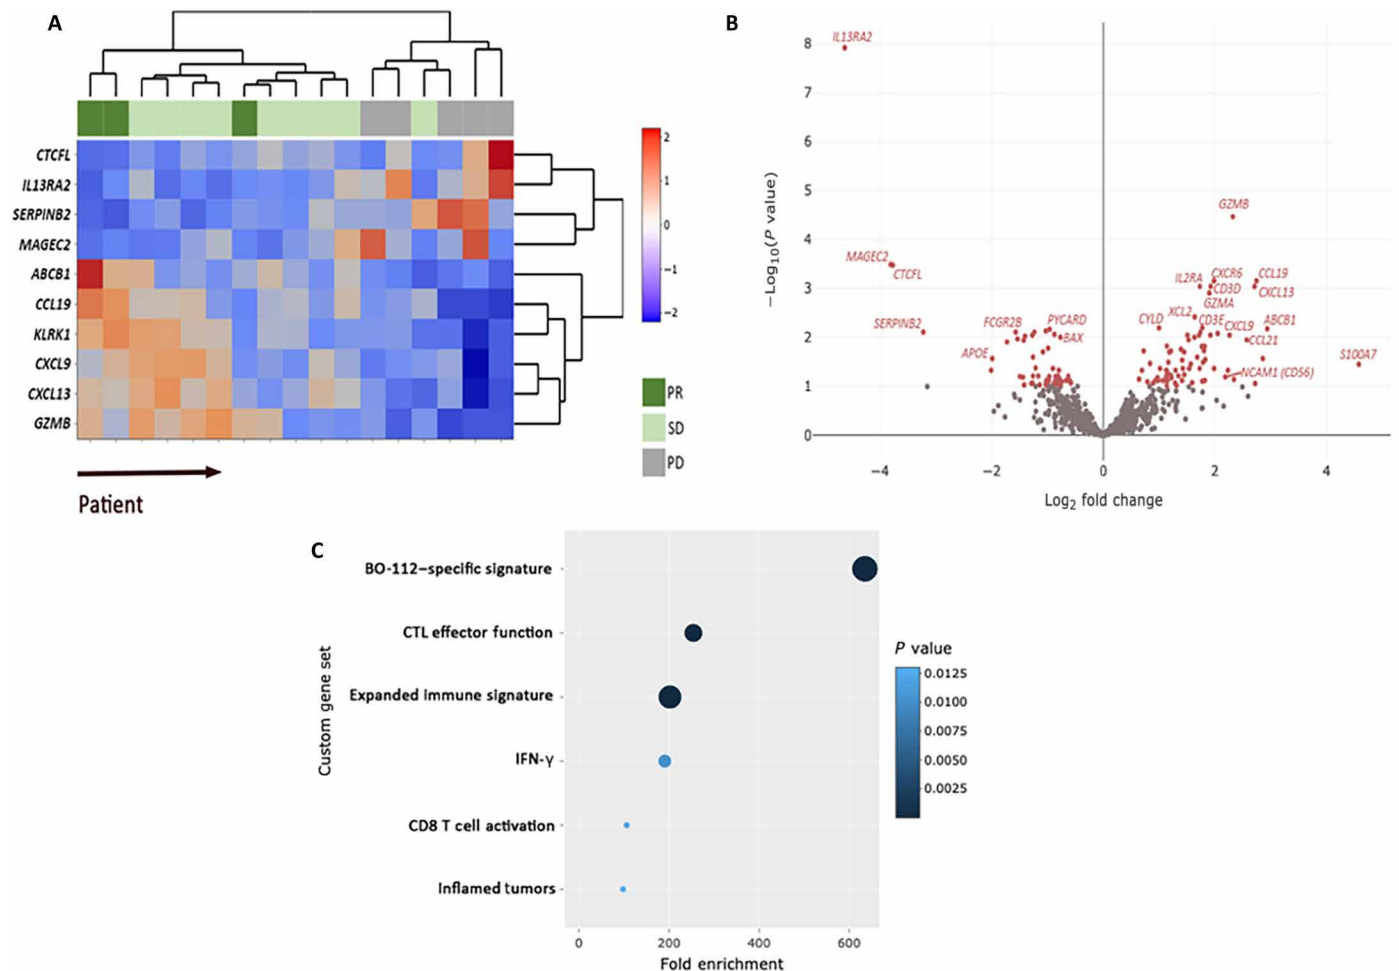 A
CTCFL
IL13RA2
SERPINB2
MAGEC2
ABCB1
CCL19
KLRK1
CXCL9
CXCL13
GZMB
Patient
2
1
0
−1
−2
PR
SD
PD
B
−Log10(P value)
8
7
6
5
4
3
2
1
0
IL13RA2
GZMB
MAGEC2
CTCFL
IL2RA
CXCR6
CCL19
CD3D
CXCL13
GZMA
SERPINB2
FCGR2B
PYCARD
CYLD
XCL2
CD3E
CXCL9
ABCB1
BAX
CCL21
APOE
S100A7
NCAM1 (CD56)
−4
−2
0
2
4
Log2 fold change
C
Custom gene set
BO-112–specific signature
CTL effector function
Expanded immune signature
IFN-γ
CD8 T cell activation
Inflamed tumors
0
200
400
600
Fold enrichment
P value
0.0125
0.0100
0.0075
0.0050
0.0025